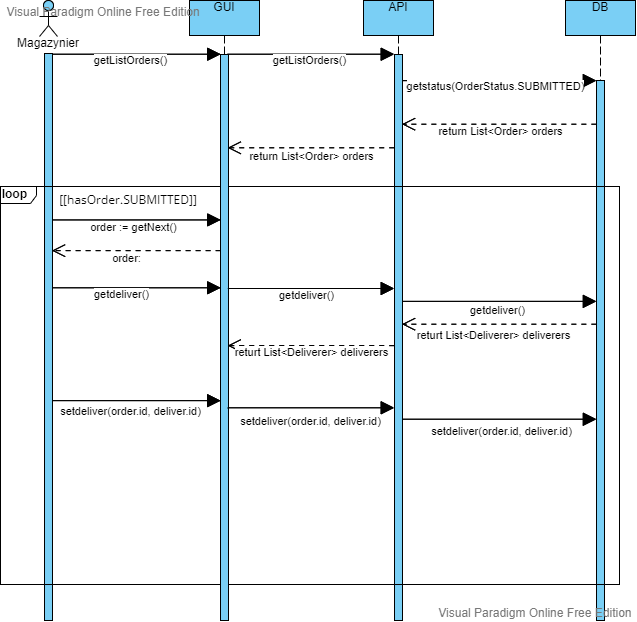 Visual Paradigm Online Free Edition
GUI
API
DB
Magazynier
getListOrders()
getListOrders()
getstatus(OrderStatus.SUBMITTED)
return List<Order> orders
return List<Order> orders
loop
[[hasOrder.SUBMITTED]]
order := getNext()
order:
getdeliver()
getdeliver()
getdeliver()
returt List<Deliverer> deliverers
returt List<Deliverer> deliverers
setdeliver(order.id, deliver.id)
setdeliver(order.id, deliver.id)
setdeliver(order.id, deliver.id)
Visual Paradigm Online Free Edition